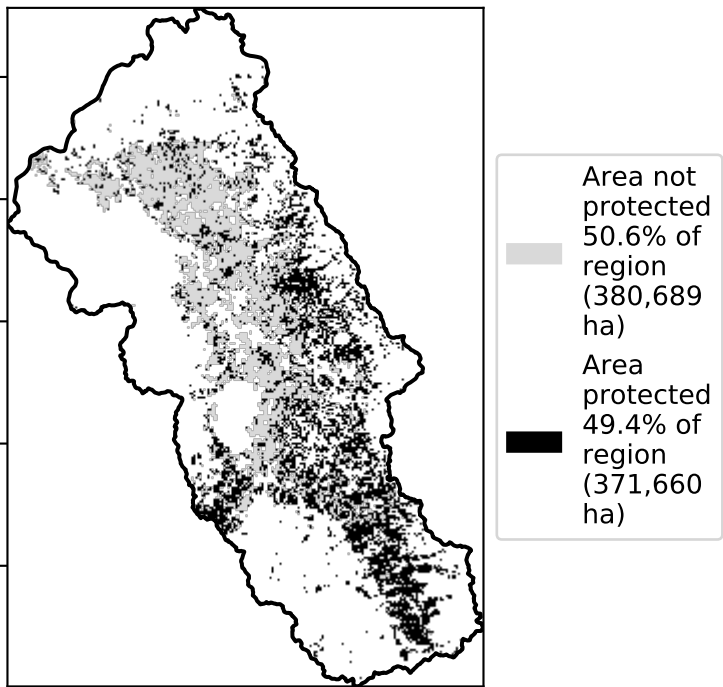 Area not
protected
50.6% of
region
(380,689
ha)
Area
protected
49.4% of
region
(371,660
ha)